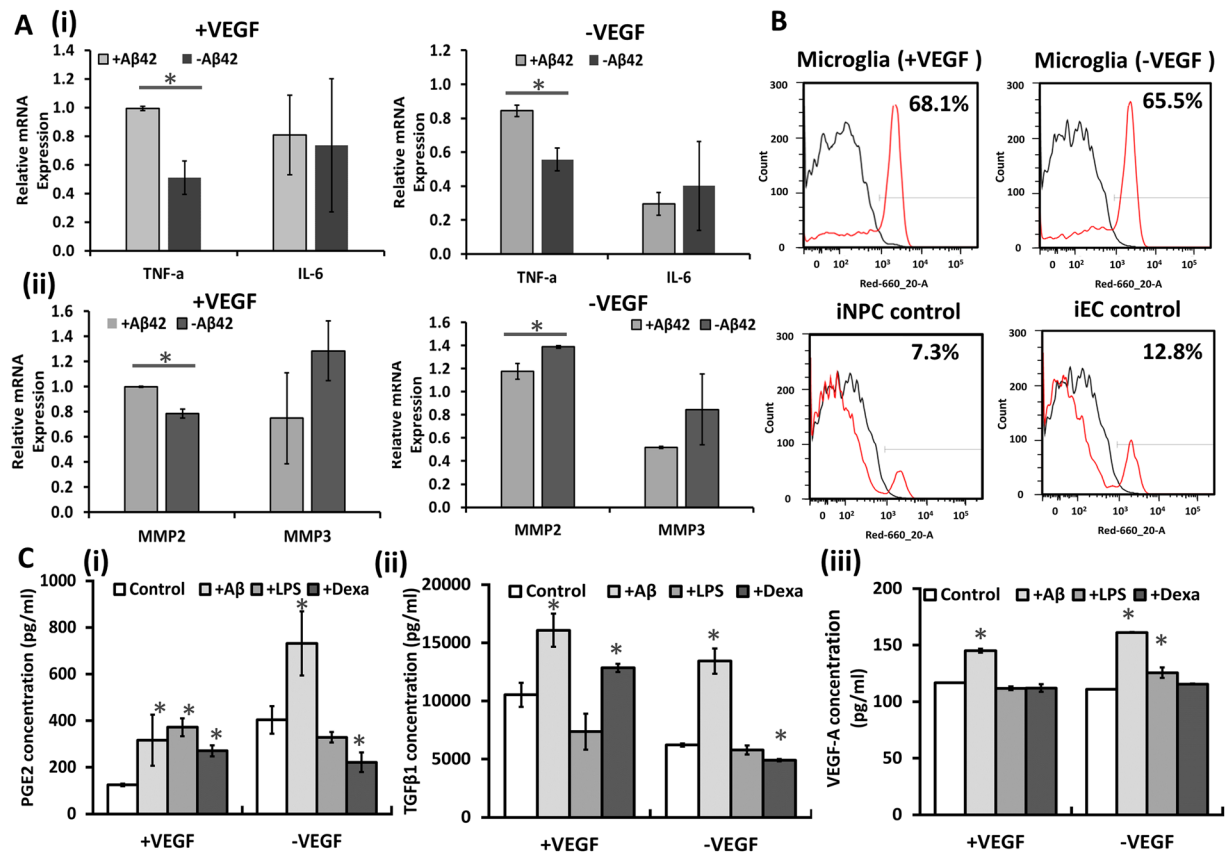 A (i)
+VEGF
+Aβ42 -Aβ42
Relative mRNA
Expression
1.2
1.0
0.8
0.6
0.4
0.2
0.0
*
TNF-a IL-6
-VEGF
+Aβ42 -Aβ42
Relative mRNA
Expression
1.4
1.2
1.0
0.8
0.6
0.4
0.2
0.0
*
TNF-a IL-6
(ii)
+VEGF
+Aβ42 -Aβ42
Relative mRNA
Expression
1.6
1.4
1.2
1.0
0.8
0.6
0.4
0.2
0.0
*
MMP2 MMP3
-VEGF
+Aβ42 -Aβ42
Relative mRNA
Expression
1.6
1.4
1.2
1.0
0.8
0.6
0.4
0.2
0.0
*
MMP2 MMP3
B
Microglia (+VEGF )
68.1%
Count
300
200
100
0
0 10² 10³ 10⁴ 10⁵
Red-660_20-A
Microglia (-VEGF )
65.5%
Count
300
200
100
0
0 10² 10³ 10⁴ 10⁵
Red-660_20-A
iNPC control
7.3%
Count
300
200
100
0
0 10² 10³ 10⁴ 10⁵
Red-660_20-A
iEC control
12.8%
Count
300
200
100
0
0 10² 10³ 10⁴ 10⁵
Red-660_20-A
C (i)
Control +Aβ +LPS +Dexa
PGE2 concentration (pg/ml)
1000
800
600
400
200
0
* * * * *
+VEGF -VEGF
(ii)
Control +Aβ +LPS +Dexa
TGFβ1 concentration (pg/ml)
20000
15000
10000
5000
0
* * * *
+VEGF -VEGF
(iii)
Control +Aβ +LPS +Dexa
VEGF-A concentration
(pg/ml)
200
150
100
50
0
* * *
+VEGF -VEGF